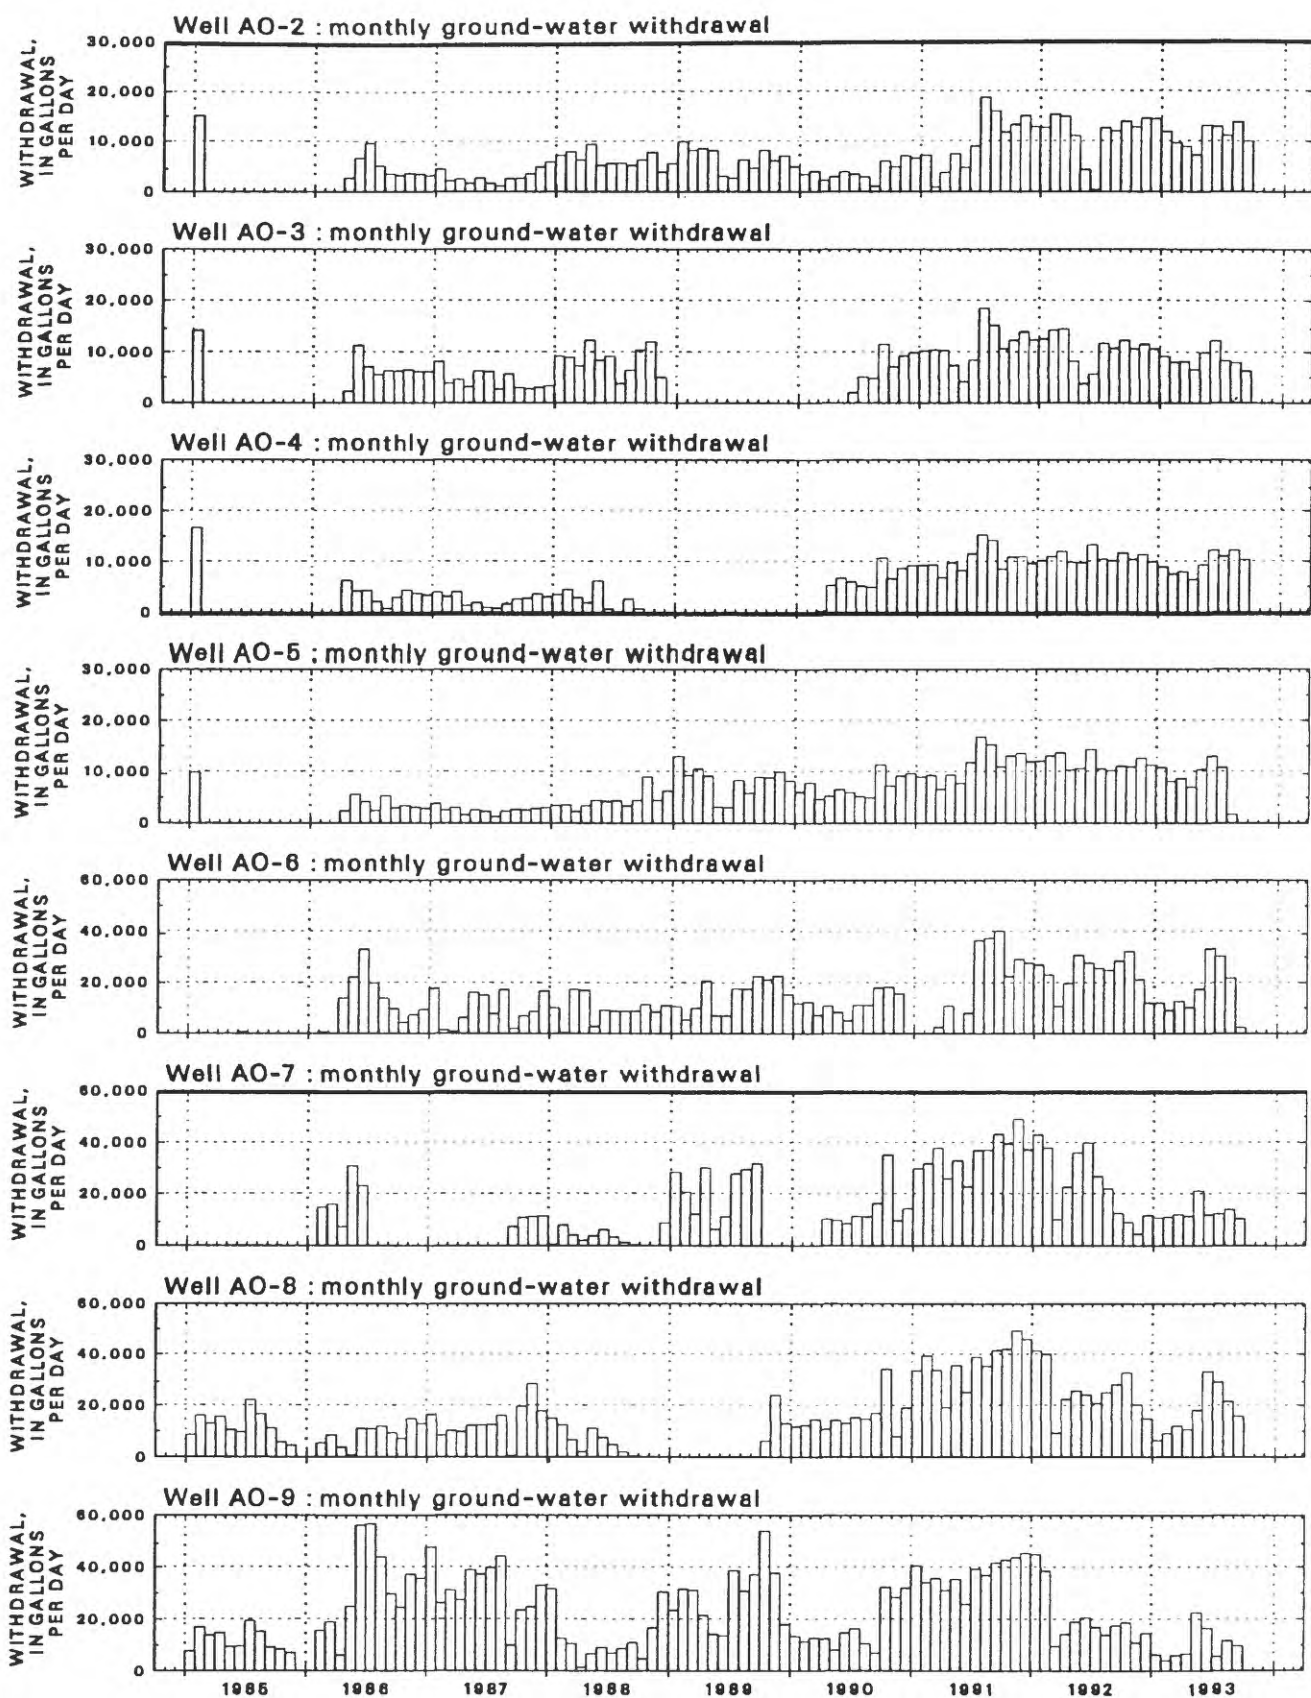 Well AO-2 : monthly ground-water withdrawal
WITHDRAWAL,
IN GALLONS
PER DAY
30,000
20,000
10,000
0
Well AO-3 : monthly ground-water withdrawal
WITHDRAWAL,
IN GALLONS
PER DAY
30,000
20,000
10,000
0
Well AO-4 : monthly ground-water withdrawal
WITHDRAWAL,
IN GALLONS
PER DAY
30,000
20,000
10,000
0
Well AO-5 : monthly ground-water withdrawal
WITHDRAWAL,
IN GALLONS
PER DAY
30,000
20,000
10,000
0
Well AO-6 : monthly ground-water withdrawal
WITHDRAWAL,
IN GALLONS
PER DAY
60,000
40,000
20,000
0
Well AO-7 : monthly ground-water withdrawal
WITHDRAWAL,
IN GALLONS
PER DAY
60,000
40,000
20,000
0
Well AO-8 : monthly ground-water withdrawal
WITHDRAWAL,
IN GALLONS
PER DAY
60,000
40,000
20,000
0
Well AO-9 : monthly ground-water withdrawal
WITHDRAWAL,
IN GALLONS
PER DAY
60,000
40,000
20,000
0
1985 1986 1987 1988 1989 1990 1991 1992 1993